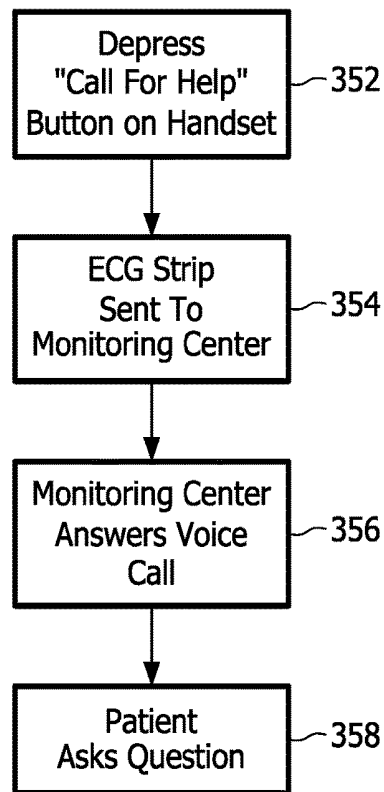 Depress
"Call For Help"
Button on Handset
352
ECG Strip
Sent To
Monitoring Center
354
Monitoring Center
Answers Voice
Call
356
Patient
Asks Question
358